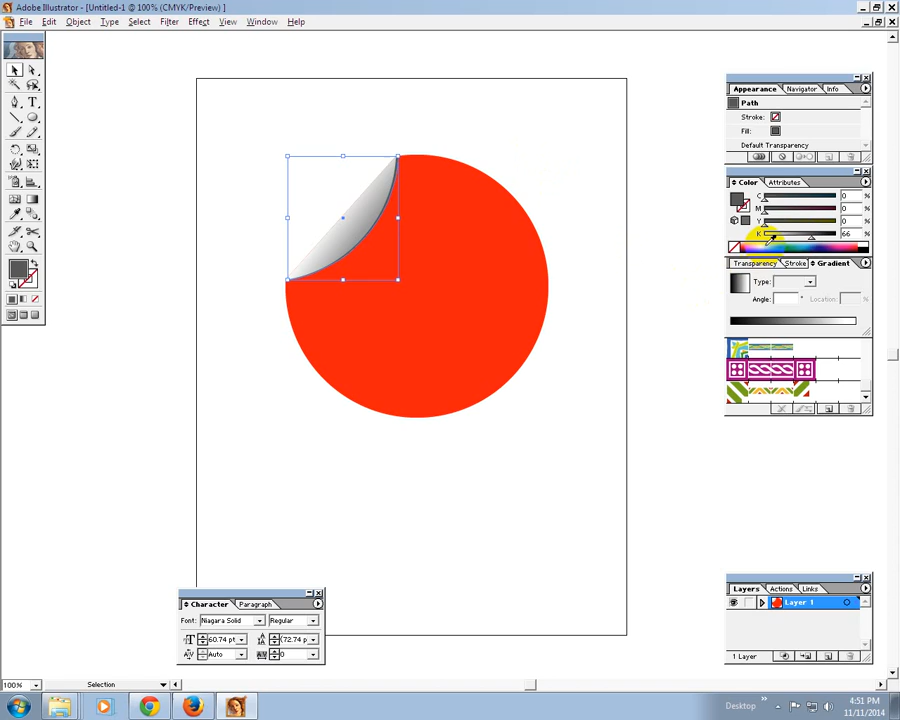 Adobe Illustrator - [Untitled-1 @ 100% (CMYK/Preview) ]
File Edit Object Type Select Filter Effect View Window Help
Appearance Navigator Info
Path
Stroke:
Fill:
Default Transparency
Color Attributes
C 0 %
M 0 %
Y 0 %
K 66 %
Transparency Stroke Gradient
Type:
Angle: ° Location: %
Layers Actions Links
Layer 1
1 Layer
Character Paragraph
Font: Niagara Solid Regular
60.74 pt (72.74 p
Auto 0
100% Selection
Desktop »
4:51 PM
11/11/2014